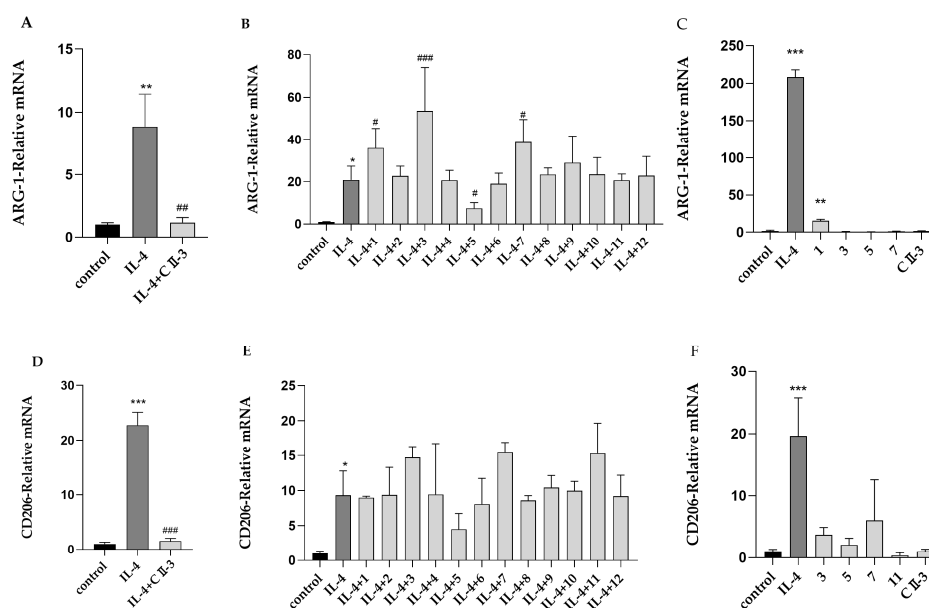 A
ARG-1-Relative mRNA
15
10
5
0
**
##
control
IL-4
IL-4+C II-3
B
ARG-1-Relative mRNA
80
60
40
20
0
*
#
###
#
#
control
IL-4
IL-4+1
IL-4+2
IL-4+3
IL-4+4
IL-4+5
IL-4+6
IL-4-7
IL-4+8
IL-4+9
IL-4+10
IL-4-11
IL-4+12
C
ARG-1-Relative mRNA
250
200
150
100
50
0
***
**
control
IL-4
1
3
5
7
C II-3
D
CD206-Relative mRNA
30
20
10
0
***
###
control
IL-4
IL-4+C II-3
E
CD206-Relative mRNA
25
20
15
10
5
0
*
control
IL-4
IL-4+1
IL-4+2
IL-4+3
IL-4+4
IL-4+5
IL-4+6
IL-4+7
IL-4+8
IL-4+9
IL-4+10
IL-4+11
IL-4+12
F
CD206-Relative mRNA
30
20
10
0
***
control
IL-4
3
5
7
11
C II-3